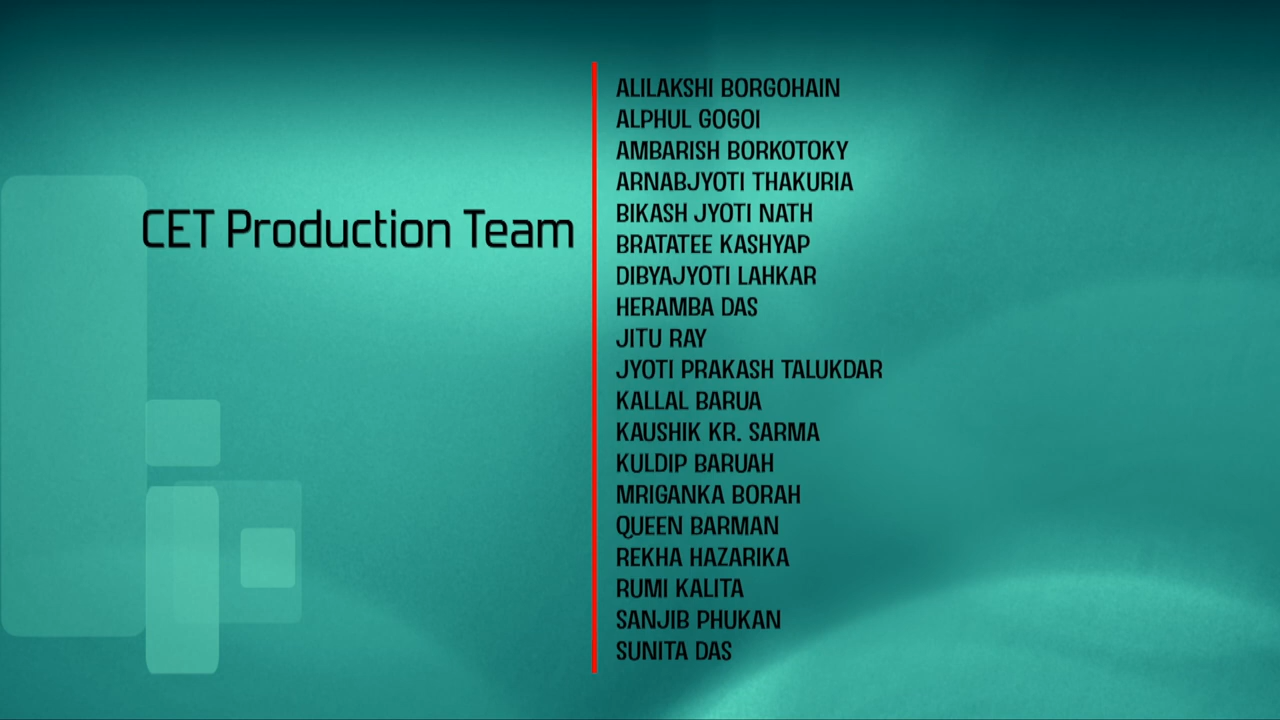 CET Production Team
ALILAKSHI BORGOHAIN
ALPHUL GOGOI
AMBARISH BORKOTOKY
ARNABJYOTI THAKURIA
BIKASH JYOTI NATH
BRATATEE KASHYAP
DIBYAJYOTI LAHKAR
HERAMBA DAS
JITU RAY
JYOTI PRAKASH TALUKDAR
KALLAL BARUA
KAUSHIK KR. SARMA
KULDIP BARUAH
MRIGANKA BORAH
QUEEN BARMAN
REKHA HAZARIKA
RUMI KALITA
SANJIB PHUKAN
SUNITA DAS